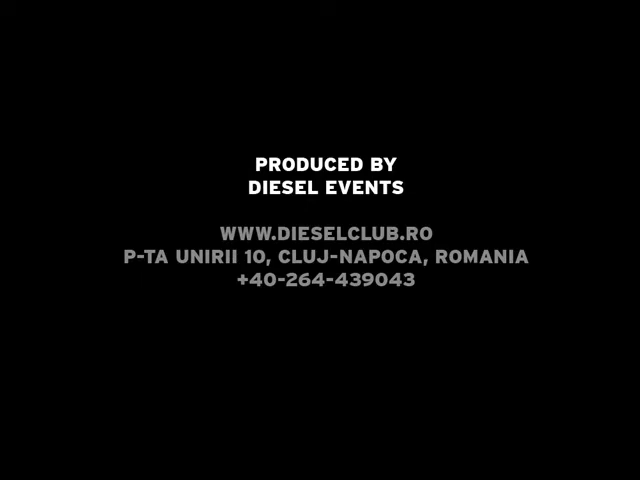 PRODUCED BY
DIESEL EVENTS
WWW.DIESELCLUB.RO
P-TA UNIRII 10, CLUJ-NAPOCA, ROMANIA
+40-264-439043